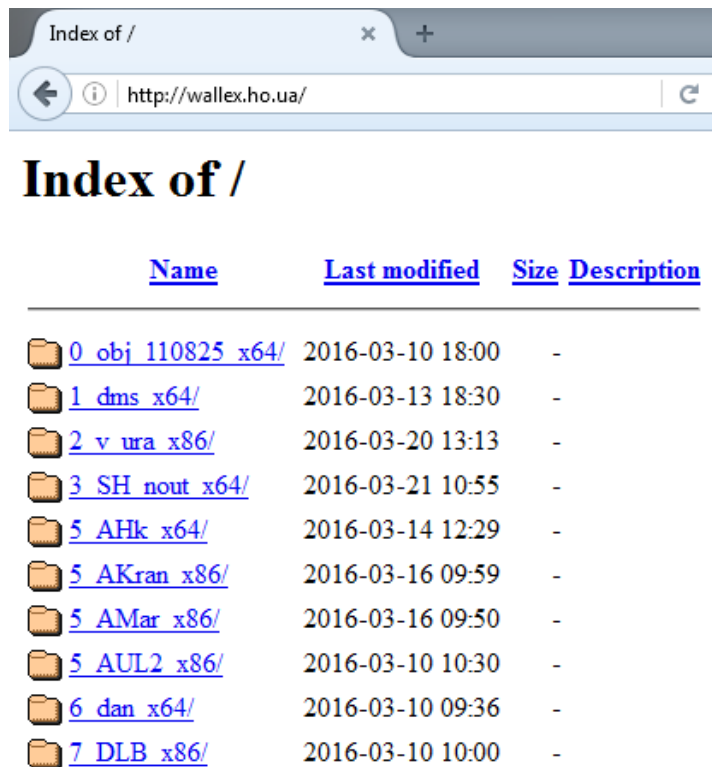 Index of /
http://wallex.ho.ua/
Index of /
Name Last modified Size Description
0_obj_110825_x64/ 2016-03-10 18:00 -
1_dms_x64/ 2016-03-13 18:30 -
2_v_ura_x86/ 2016-03-20 13:13 -
3_SH_nout_x64/ 2016-03-21 10:55 -
5_AHk_x64/ 2016-03-14 12:29 -
5_AKran_x86/ 2016-03-16 09:59 -
5_AMar_x86/ 2016-03-16 09:50 -
5_AUL2_x86/ 2016-03-10 10:30 -
6_dan_x64/ 2016-03-10 09:36 -
7_DLB_x86/ 2016-03-10 10:00 -